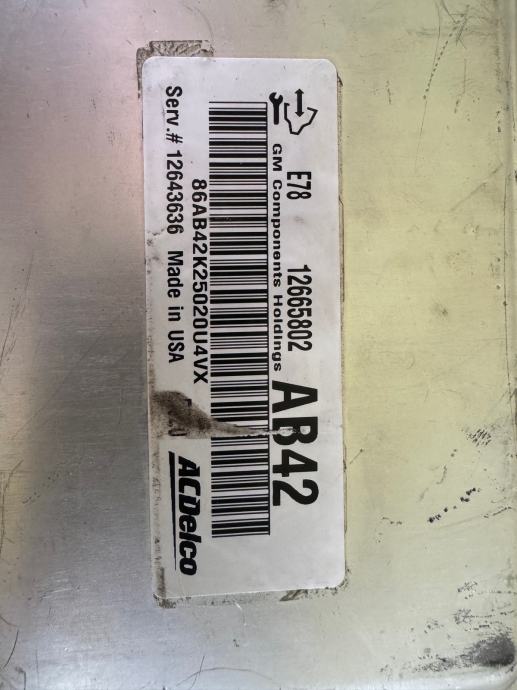 E78 12665802 AB42
GM Components Holdings
86AB42K25020U4VX
Serv.# 12643636 Made in USA
ACDelco